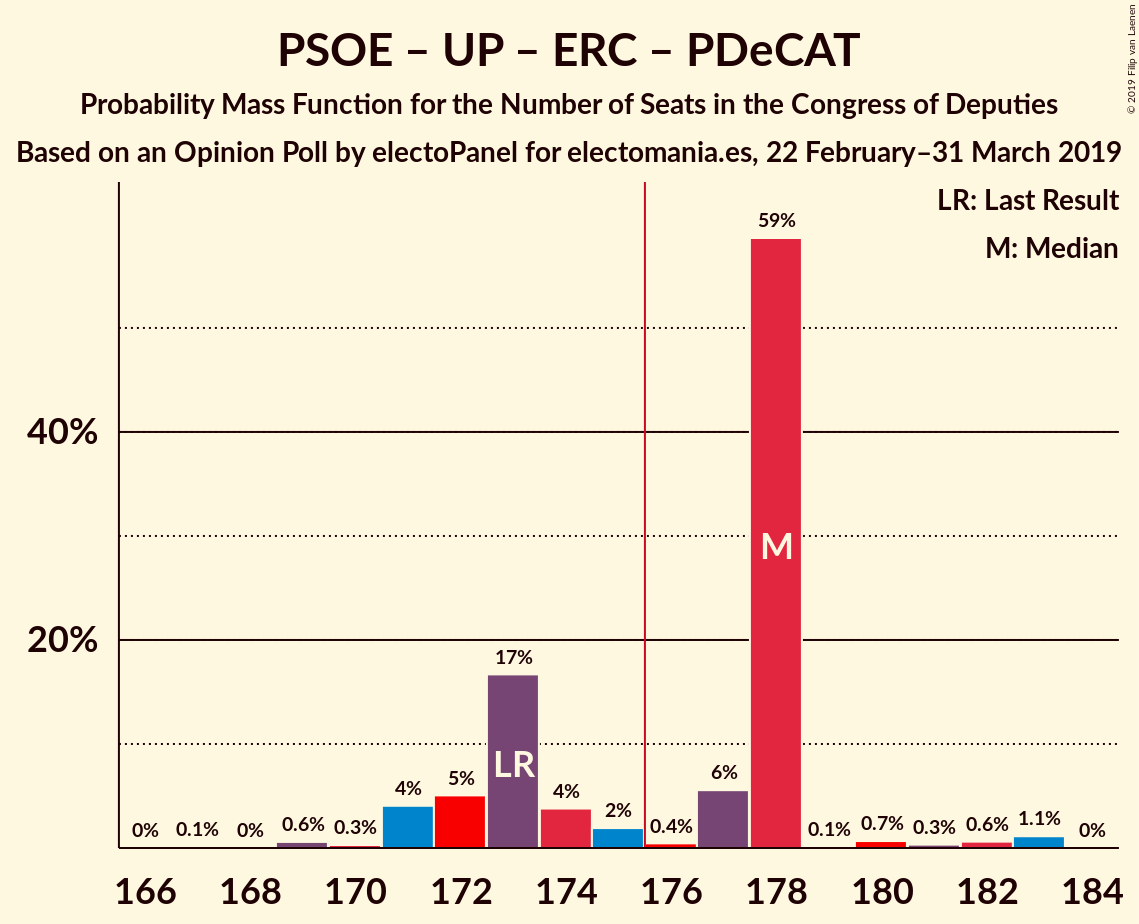 PSOE – UP – ERC – PDeCAT
Probability Mass Function for the Number of Seats in the Congress of Deputies
Based on an Opinion Poll by electoPanel for electomania.es, 22 February–31 March 2019
© 2019 Filip van Laenen
LR: Last Result
M: Median
59%
40%
M
20%
17%
LR
0% 0.1% 0% 0.6% 0.3% 4% 5% 4% 2% 0.4% 6% 0.1% 0.7% 0.3% 0.6% 1.1% 0%
166 168 170 172 174 176 178 180 182 184